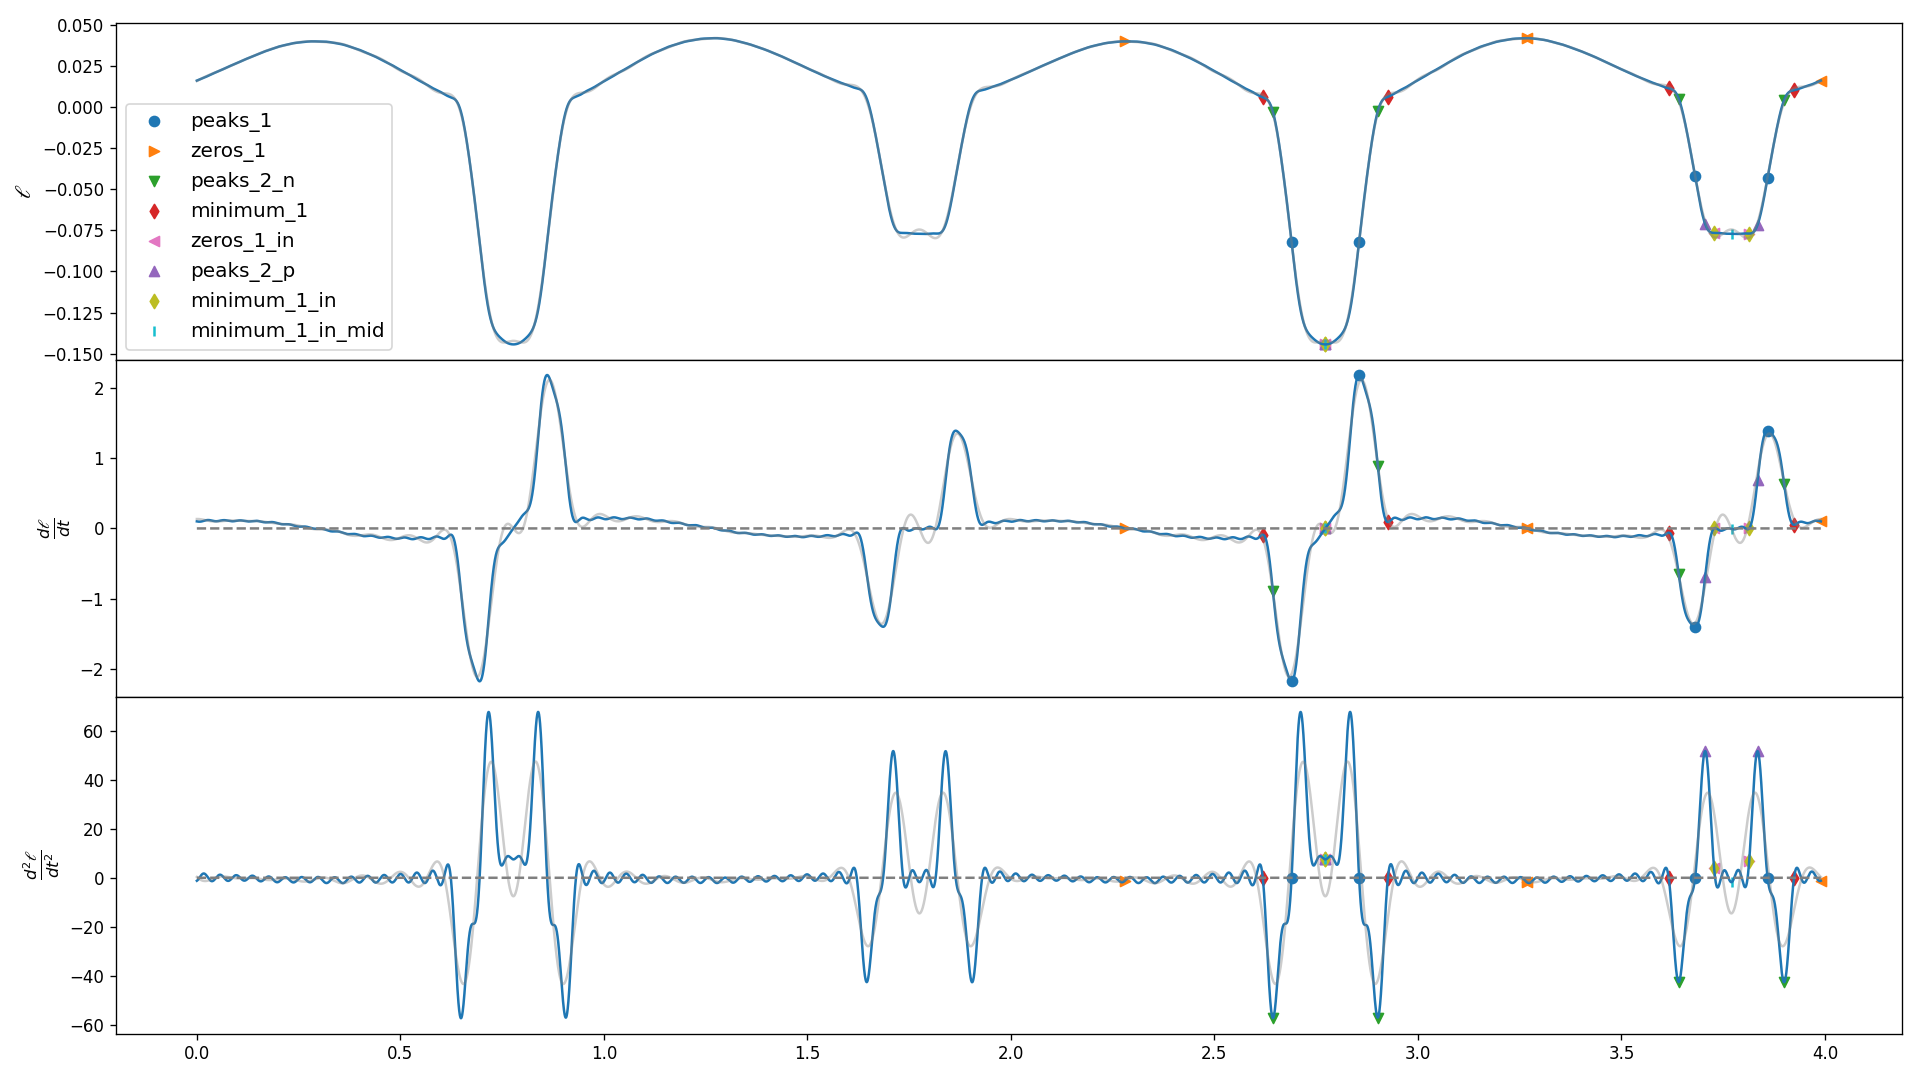 0.050
0.025
0.000
−0.025
−0.050
−0.075
−0.100
−0.125
−0.150
ℓ
peaks_1
zeros_1
peaks_2_n
minimum_1
zeros_1_in
peaks_2_p
minimum_1_in
minimum_1_in_mid
2
1
0
−1
−2
dℓ
dt
60
40
20
0
−20
−40
−60
d²ℓ
dt²
0.0 0.5 1.0 1.5 2.0 2.5 3.0 3.5 4.0